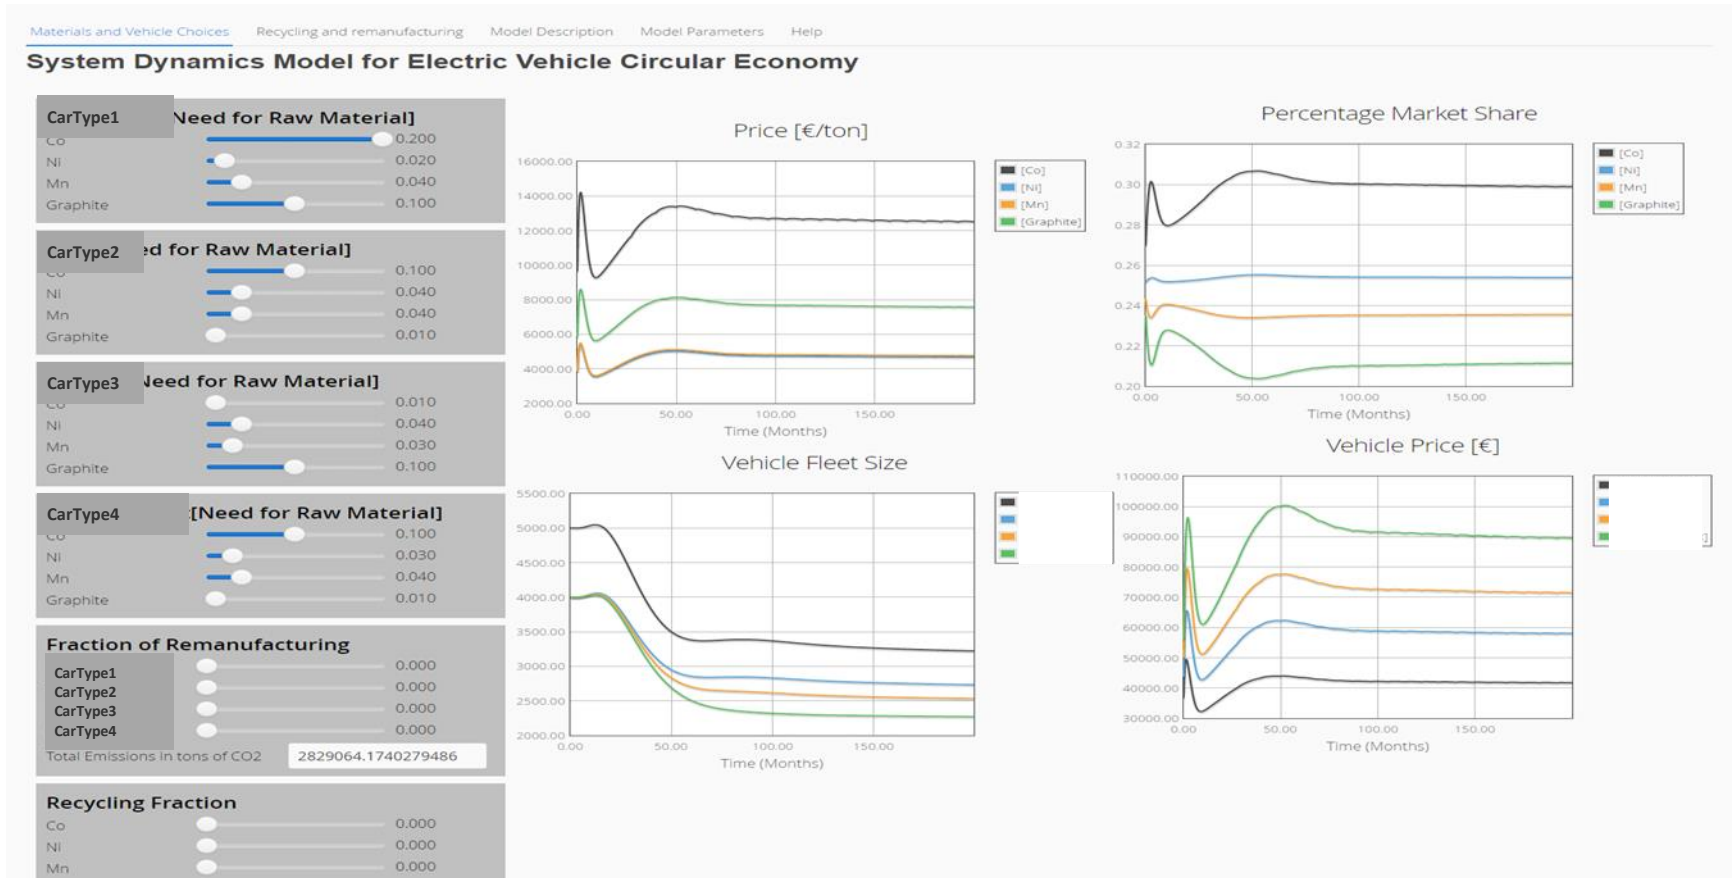 Materials and Vehicle Choices Recycling and remanufacturing Model Description Model Parameters Help
System Dynamics Model for Electric Vehicle Circular Economy
CarType1 Need for Raw Material]
Co 0.200
Ni 0.020
Mn 0.040
Graphite 0.100
CarType2 ed for Raw Material]
Co 0.100
Ni 0.040
Mn 0.040
Graphite 0.010
CarType3 Need for Raw Material]
Co 0.010
Ni 0.040
Mn 0.030
Graphite 0.100
CarType4 :[Need for Raw Material]
Co 0.100
Ni 0.030
Mn 0.040
Graphite 0.010
Fraction of Remanufacturing
CarType1 0.000
CarType2 0.000
CarType3 0.000
CarType4 0.000
Total Emissions in tons of CO2 2829064.1740279486
Recycling Fraction
Co 0.000
Ni 0.000
Mn 0.000
Price [€/ton]
16000.00
14000.00
12000.00
10000.00
8000.00
6000.00
4000.00
2000.00
0.00 50.00 100.00 150.00
Time (Months)
[Co]
[Ni]
[Mn]
[Graphite]
Percentage Market Share
0.32
0.30
0.28
0.26
0.24
0.22
0.20
0.00 50.00 100.00 150.00
Time (Months)
[Co]
[Ni]
[Mn]
[Graphite]
Vehicle Fleet Size
5500.00
5000.00
4500.00
4000.00
3500.00
3000.00
2500.00
2000.00
0.00 50.00 100.00 150.00
Time (Months)
Vehicle Price [€]
110000.00
100000.00
90000.00
80000.00
70000.00
60000.00
50000.00
40000.00
30000.00
0.00 50.00 100.00 150.00
Time (Months)
]